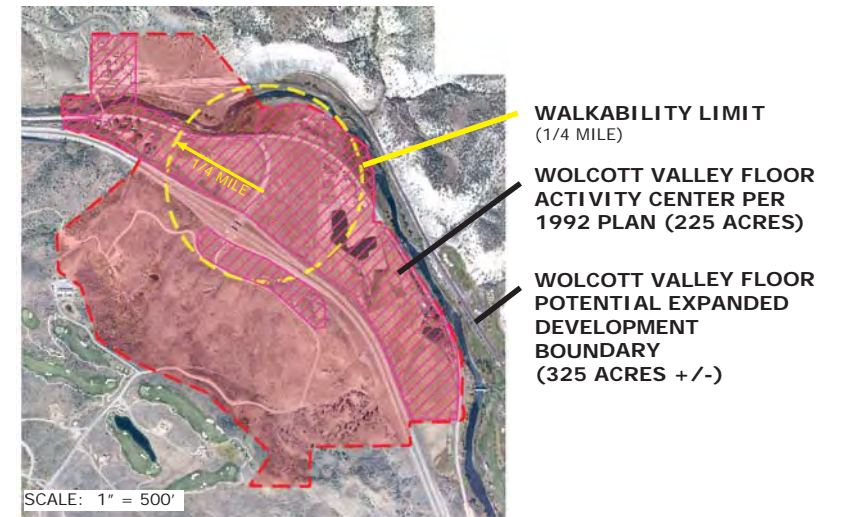 WALKABILITY LIMIT
(1/4 MILE)
WOLCOTT VALLEY FLOOR
ACTIVITY CENTER PER
1992 PLAN (225 ACRES)
WOLCOTT VALLEY FLOOR
POTENTIAL EXPANDED
DEVELOPMENT
BOUNDARY
(325 ACRES +/-)
1/4 MILE
SCALE: 1" = 500'